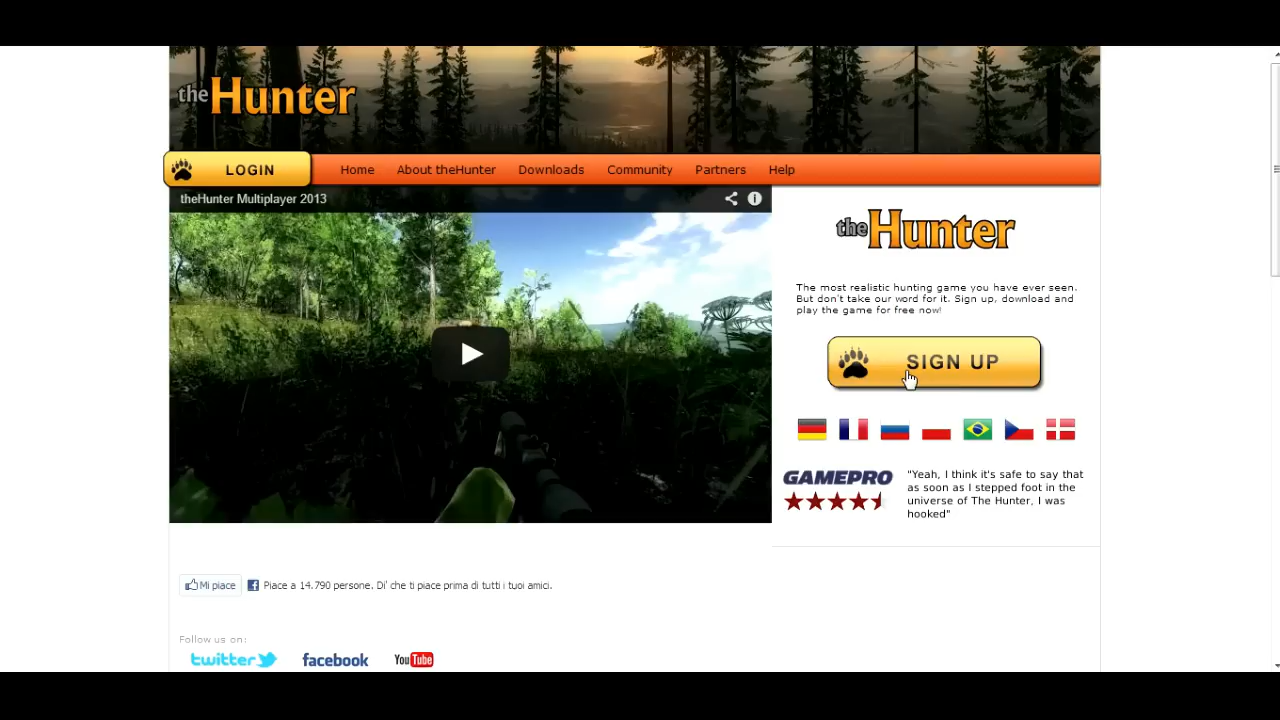 theHunter
LOGIN
Home
About theHunter
Downloads
Community
Partners
Help
theHunter Multiplayer 2013
theHunter
The most realistic hunting game you have ever seen.
But don't take our word for it. Sign up, download and
play the game for free now!
SIGN UP
GAMEPRO
"Yeah, I think it's safe to say that
as soon as I stepped foot in the
universe of The Hunter, I was
hooked"
Mi piace
Piace a 14.790 persone. Di' che ti piace prima di tutti i tuoi amici.
Follow us on:
twitter
facebook
YouTube